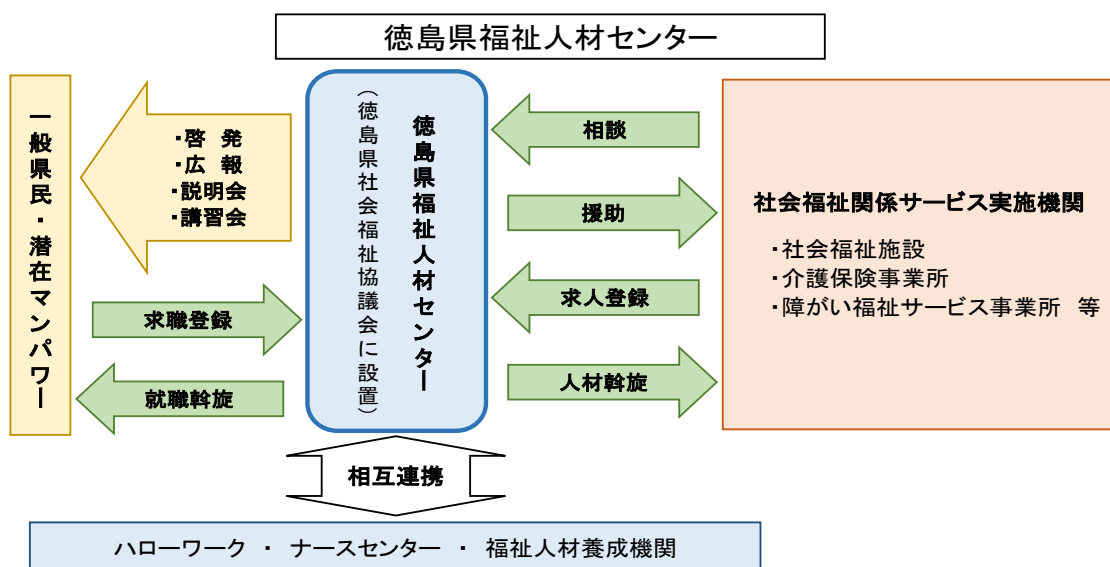 徳島県福祉人材センター
一般県民・潜在マンパワー
・啓　発
・広　報
・説明会
・講習会
求職登録
就職斡旋
徳島県福祉人材センター
（徳島県社会福祉協議会に設置）
相談
援助
求人登録
人材斡旋
社会福祉関係サービス実施機関
・社会福祉施設
・介護保険事業所
・障がい福祉サービス事業所　等
相互連携
ハローワーク　・　ナースセンター　・　福祉人材養成機関